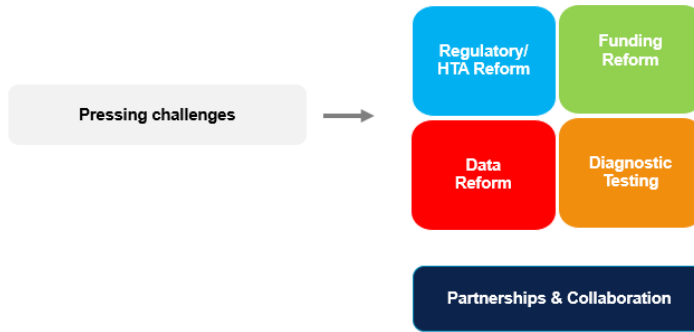 Pressing challenges
Regulatory/
HTA Reform
Funding
Reform
Data
Reform
Diagnostic
Testing
Partnerships & Collaboration